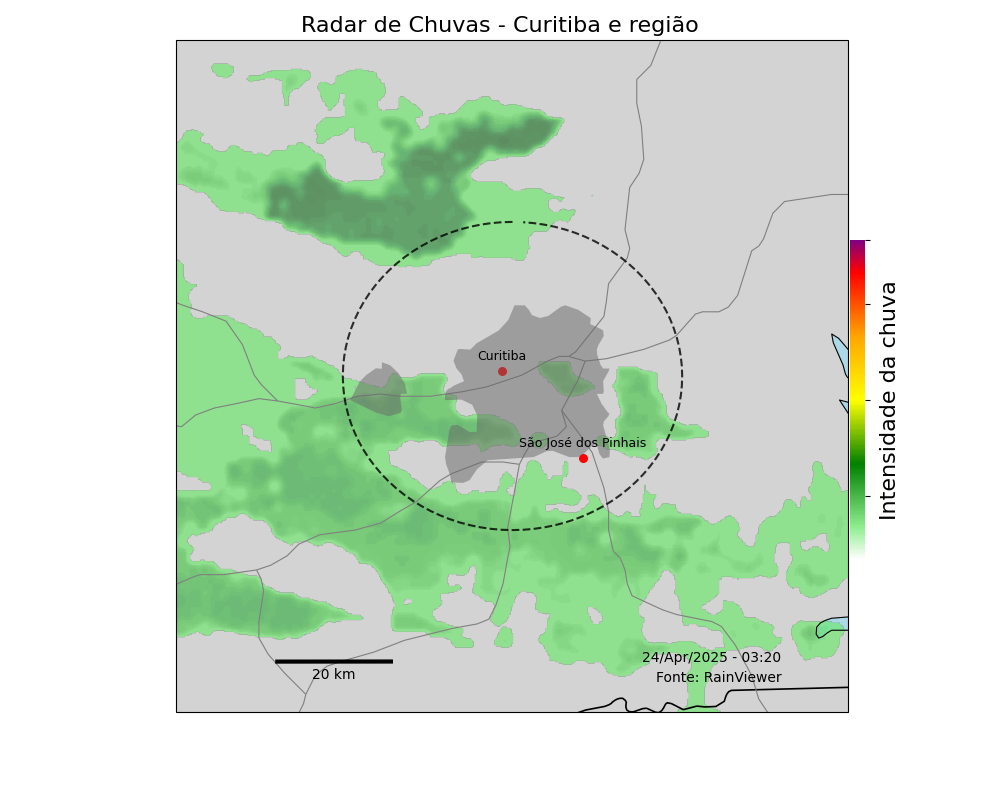 Radar de Chuvas - Curitiba e região
Curitiba
São José dos Pinhais
Intensidade da chuva
24/Apr/2025 - 03:20
Fonte: RainViewer
20 km